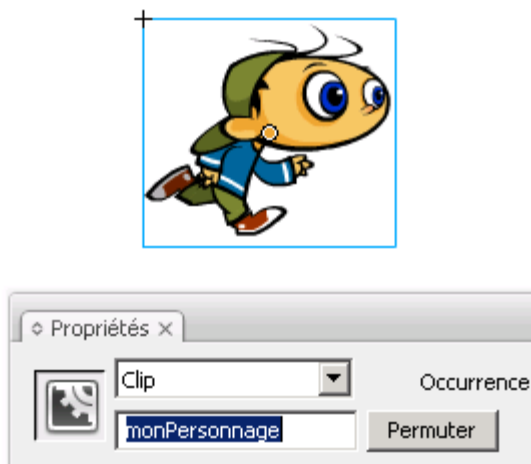 Propriétés
Clip
Occurrence
monPersonnage
Permuter